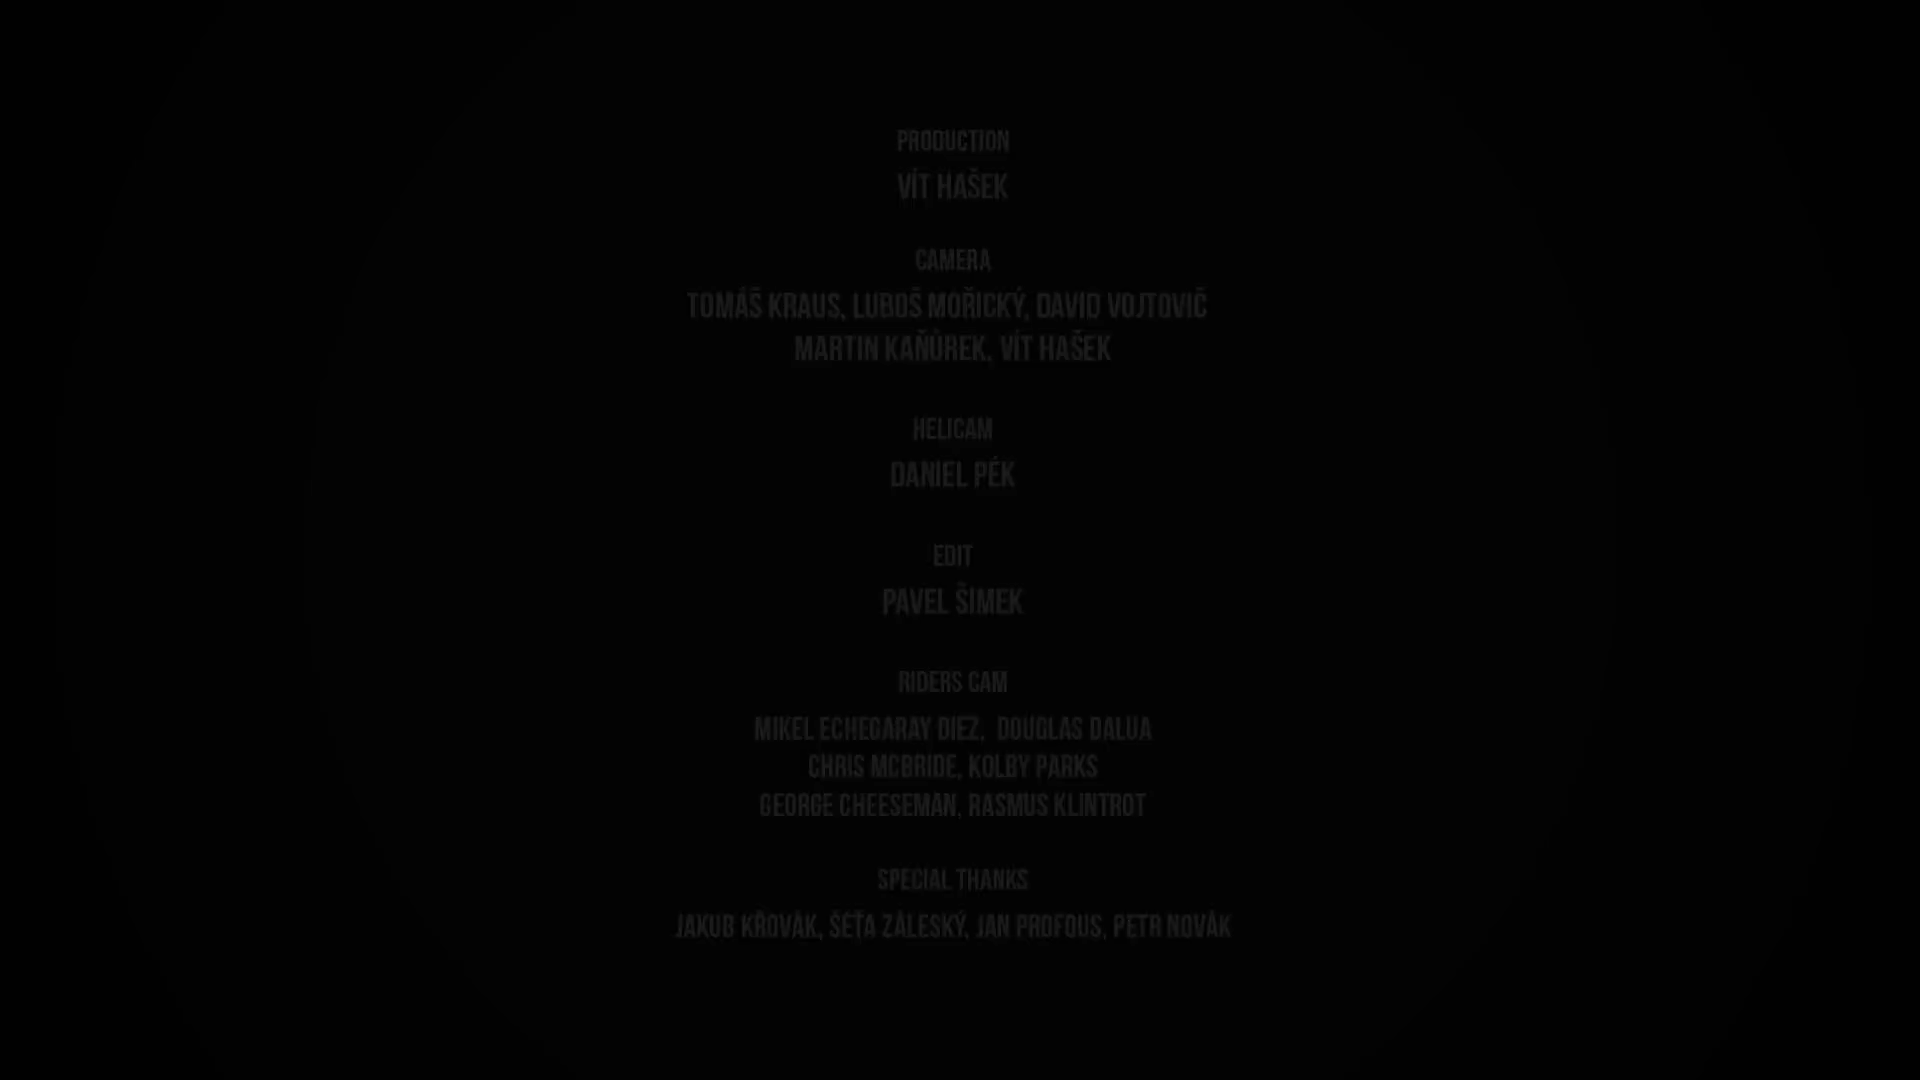 PRODUCTION
VÍT HAŠEK
CAMERA
TOMÁŠ KRAUS, LUBOŠ MOŘICKÝ, DAVID VOJTOVIČ
MARTIN KAŇŮREK, VÍT HAŠEK
HELICAM
DANIEL PÉK
EDIT
PAVEL ŠIMEK
RIDERS CAM
MIKEL ECHEGARAY DIEZ, DOUGLAS DALUA
CHRIS MCBRIDE, KOLBY PARKS
GEORGE CHEESEMAN, RASMUS KLINTROT
SPECIAL THANKS
JAKUB KŘOVÁK, ŠÉŤA ZÁLESKÝ, JAN PROFOUS, PETR NOVÁK